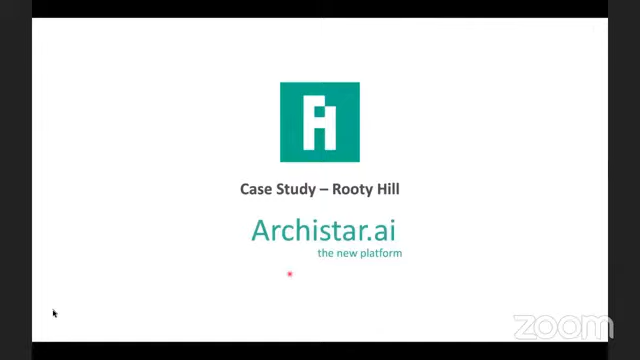 Case Study – Rooty Hill
Archistar.ai
the new platform
zoom